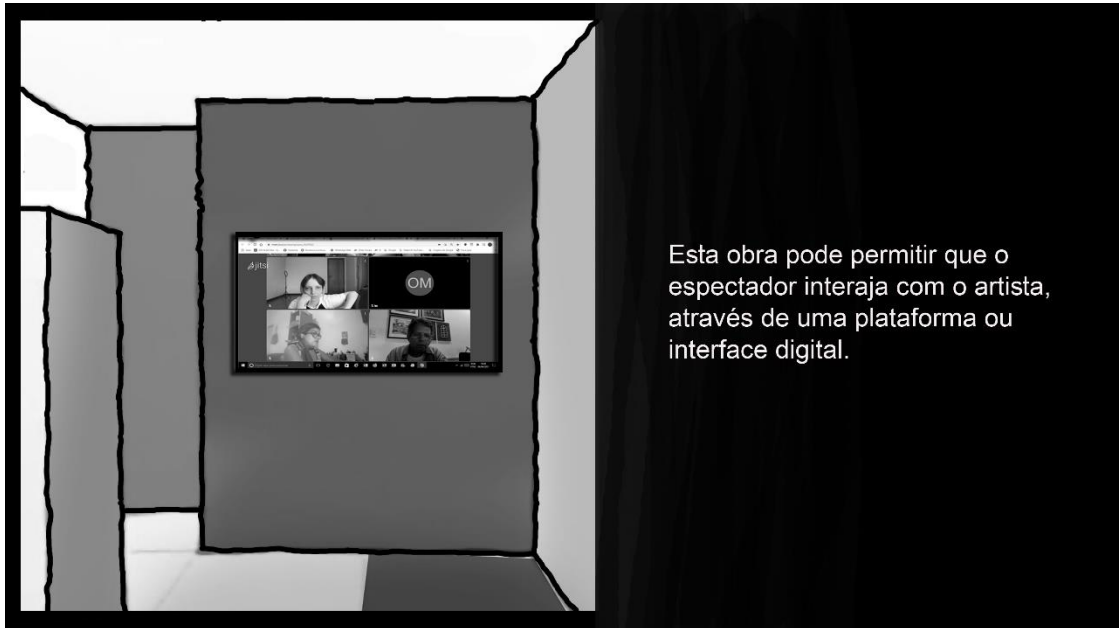 jitsi
OM
Esta obra pode permitir que o
espectador interaja com o artista,
através de uma plataforma ou
interface digital.